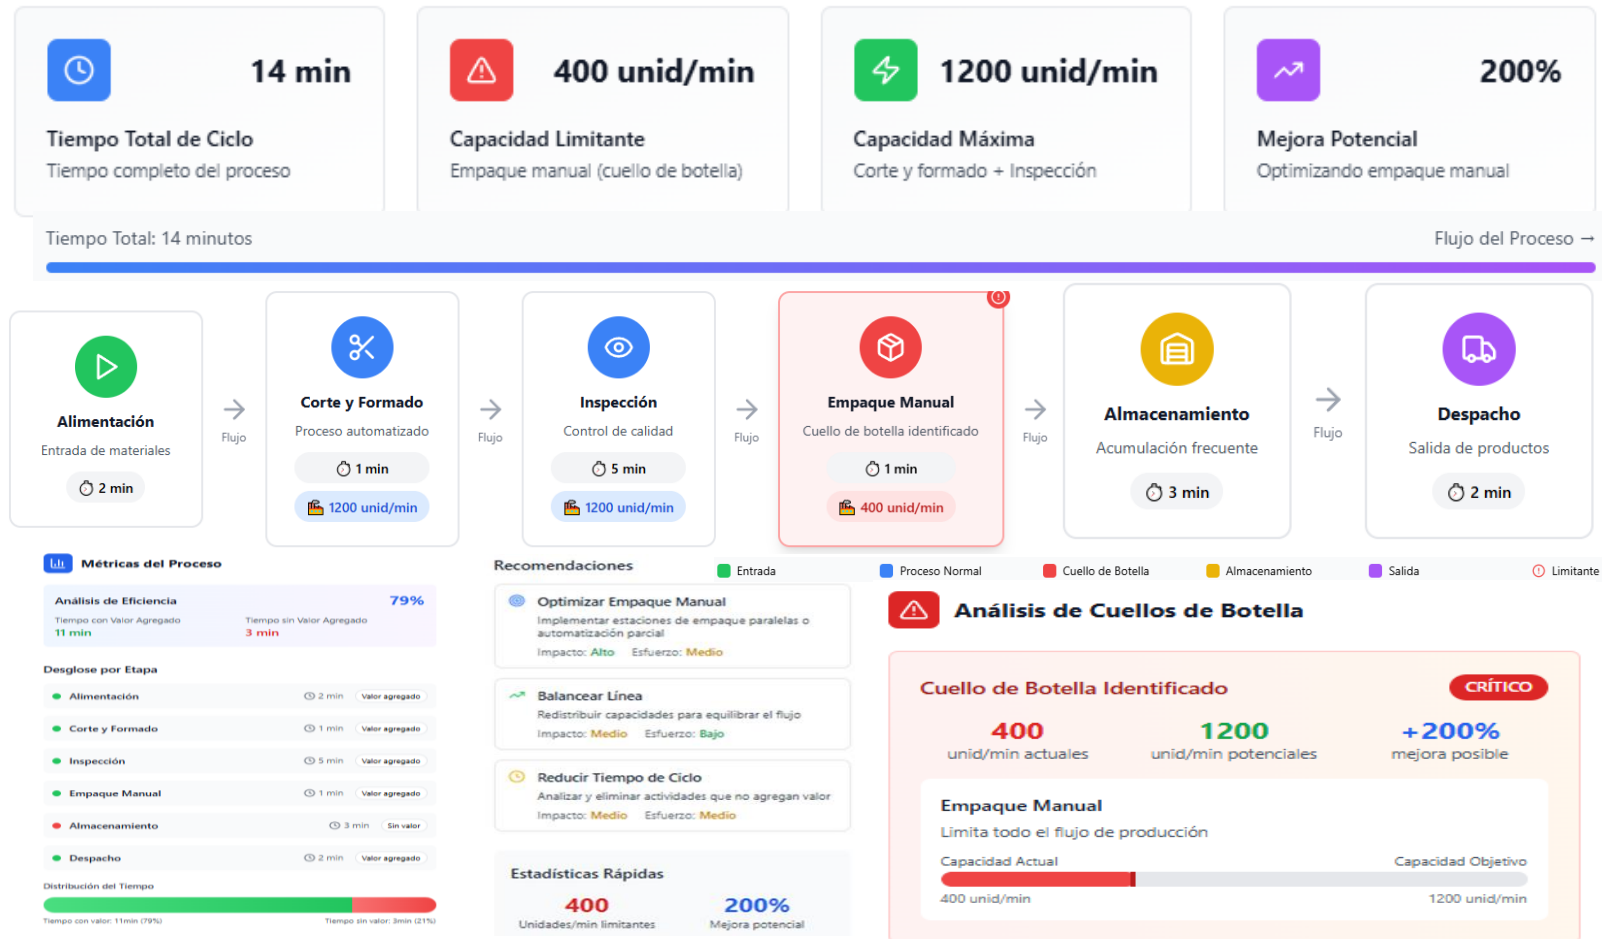 14 min
Tiempo Total de Ciclo
Tiempo completo del proceso
400 unid/min
Capacidad Limitante
Empaque manual (cuello de botella)
1200 unid/min
Capacidad Máxima
Corte y formado + Inspección
200%
Mejora Potencial
Optimizando empaque manual
Tiempo Total: 14 minutos
Flujo del Proceso →
Alimentación
Entrada de materiales
2 min
Flujo
Corte y Formado
Proceso automatizado
1 min
1200 unid/min
Flujo
Inspección
Control de calidad
5 min
1200 unid/min
Flujo
Empaque Manual
Cuello de botella identificado
1 min
400 unid/min
Flujo
Almacenamiento
Acumulación frecuente
3 min
Flujo
Despacho
Salida de productos
2 min
Entrada
Proceso Normal
Cuello de Botella
Almacenamiento
Salida
Limitante
Métricas del Proceso
Análisis de Eficiencia
79%
Tiempo con Valor Agregado
11 min
Tiempo sin Valor Agregado
3 min
Desglose por Etapa
Alimentación 2 min Valor agregado
Corte y Formado 1 min Valor agregado
Inspección 5 min Valor agregado
Empaque Manual 1 min Valor agregado
Almacenamiento 3 min Sin valor
Despacho 2 min Valor agregado
Distribución del Tiempo
Tiempo con valor: 11min (79%)
Tiempo sin valor: 3min (21%)
Recomendaciones
Optimizar Empaque Manual
Implementar estaciones de empaque paralelas o
automatización parcial
Impacto: Alto Esfuerzo: Medio
Balancear Línea
Redistribuir capacidades para equilibrar el flujo
Impacto: Medio Esfuerzo: Bajo
Reducir Tiempo de Ciclo
Analizar y eliminar actividades que no agregan valor
Impacto: Medio Esfuerzo: Medio
Estadísticas Rápidas
400
Unidades/min limitantes
200%
Mejora potencial
Análisis de Cuellos de Botella
Cuello de Botella Identificado
CRÍTICO
400
unid/min actuales
1200
unid/min potenciales
+200%
mejora posible
Empaque Manual
Limita todo el flujo de producción
Capacidad Actual
Capacidad Objetivo
400 unid/min
1200 unid/min